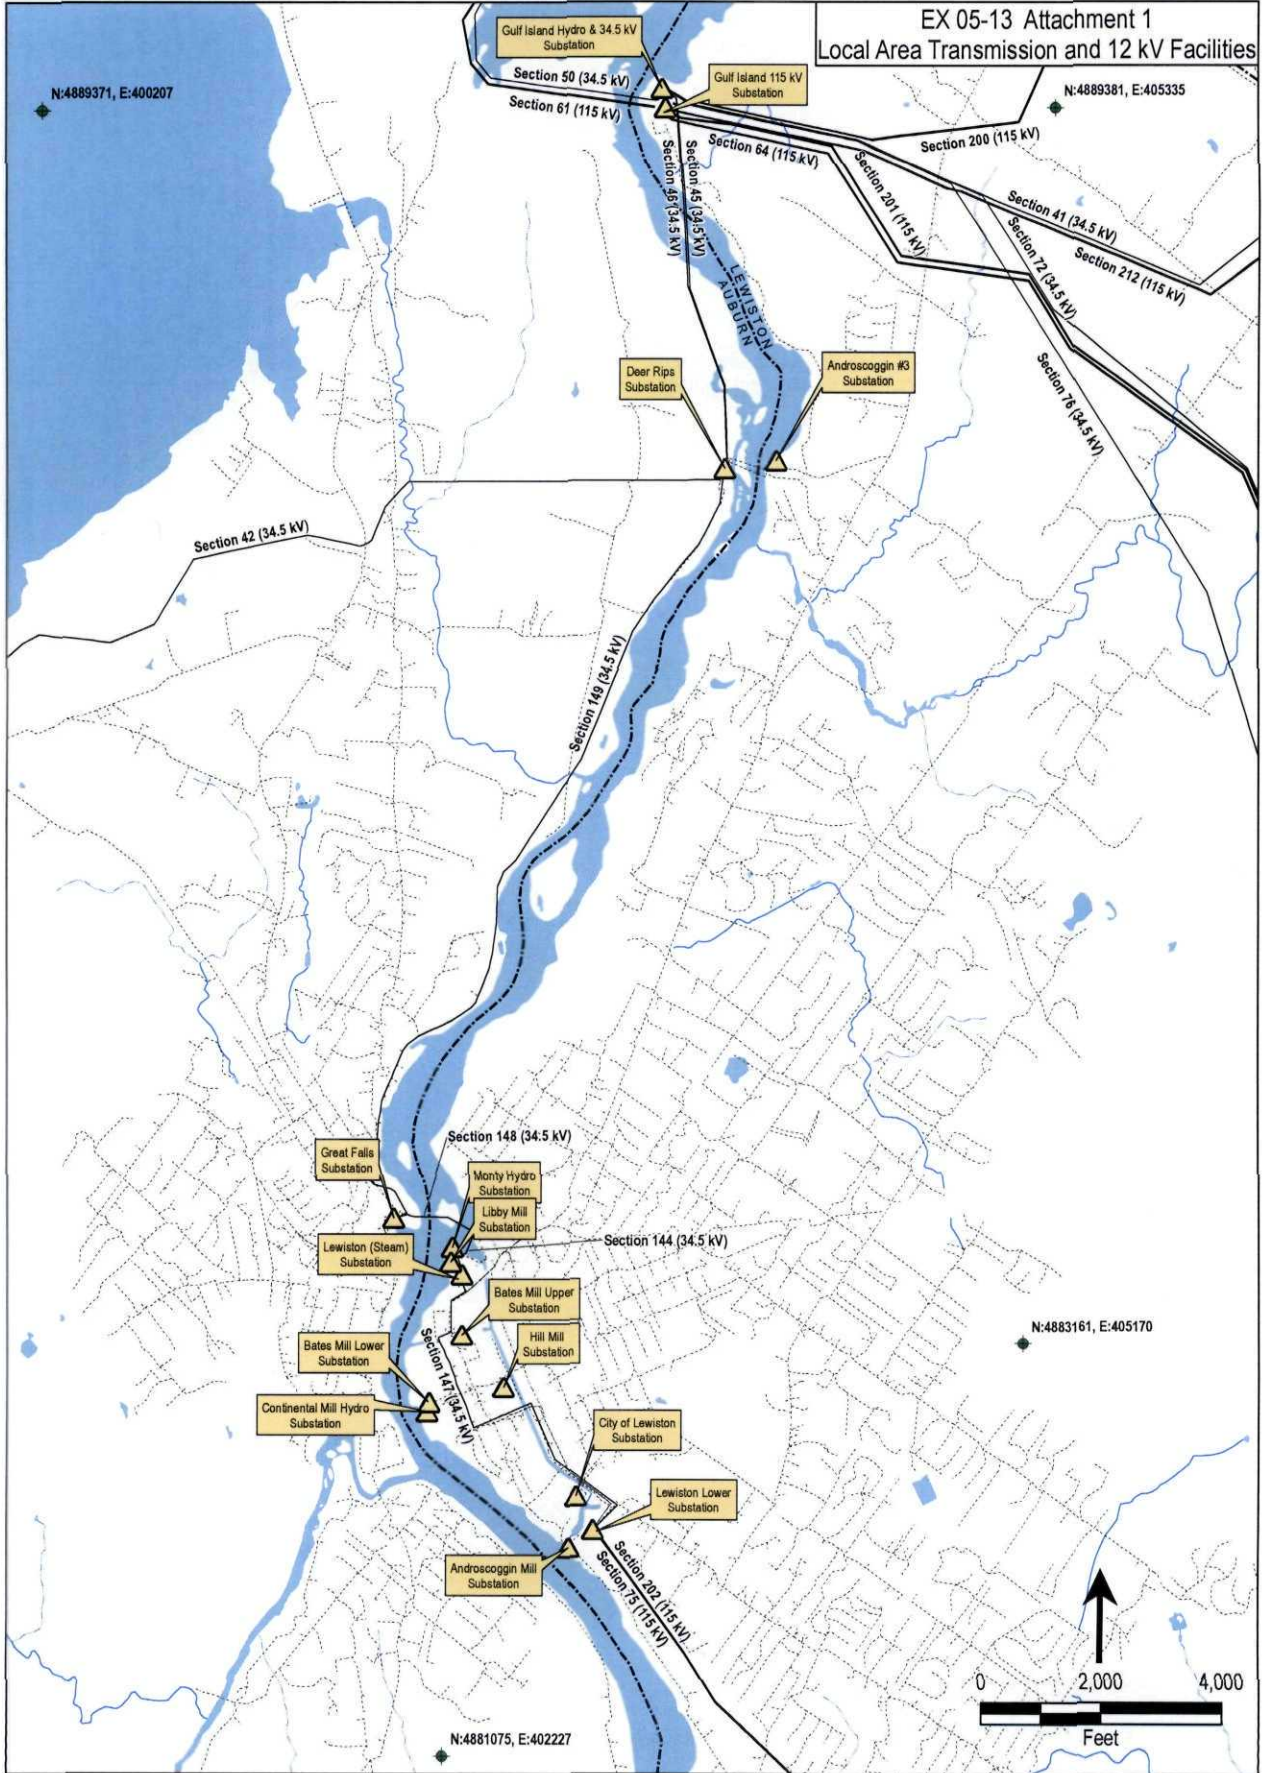 EX 05-13 Attachment 1
Local Area Transmission and 12 kV Facilities
Gulf Island Hydro & 34.5 kV
Substation
Section 50 (34.5 kV)
Gulf Island 115 kV
Substation
N:4889371, E:400207
N:4889381, E:405335
Section 61 (115 kV)
Section 64 (115 kV)
Section 200 (115 kV)
Section 46 (34.5 kV)
Section 45 (34.5 kV)
Section 201 (115 kV)
Section 41 (34.5 kV)
Section 72 (34.5 kV)
Section 212 (115 kV)
LEWISTON
AUBURN
Deer Rips
Substation
Androscoggin #3
Substation
Section 76 (34.5 kV)
Section 42 (34.5 kV)
Section 149 (34.5 kV)
Section 148 (34.5 kV)
Great Falls
Substation
Monty Hydro
Substation
Libby Mill
Substation
Lewiston (Steam)
Substation
Section 144 (34.5 kV)
Bates Mill Upper
Substation
N:4883161, E:405170
Hill Mill
Substation
Bates Mill Lower
Substation
Section 147 (34.5 kV)
Continental Mill Hydro
Substation
City of Lewiston
Substation
Lewiston Lower
Substation
Androscoggin Mill
Substation
Section 202 (115 kV)
Section 75 (115 kV)
0 2,000 4,000
Feet
N:4881075, E:402227